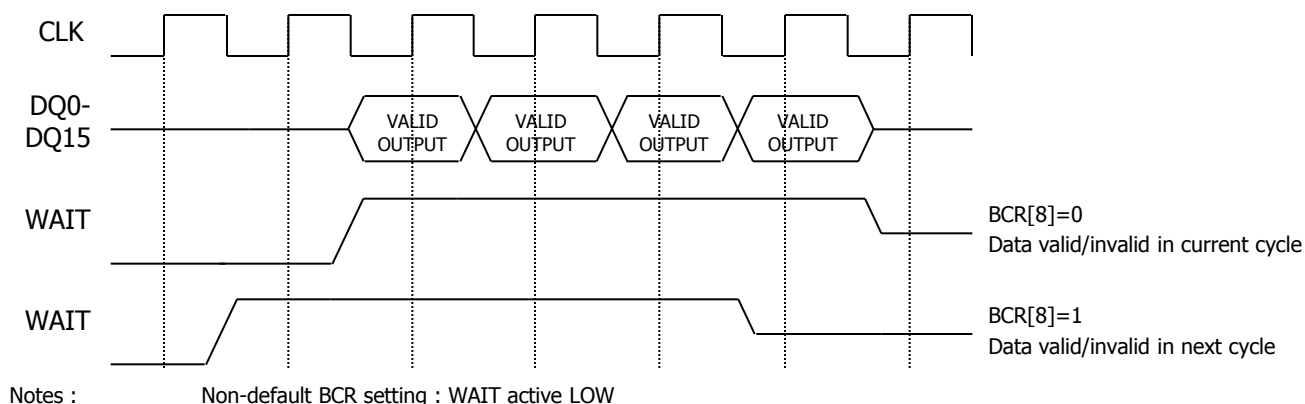 CLK
DQ0-
DQ15
VALID VALID VALID VALID
OUTPUT OUTPUT OUTPUT OUTPUT
WAIT
BCR[8]=0
Data valid/invalid in current cycle
WAIT
BCR[8]=1
Data valid/invalid in next cycle
Notes : Non-default BCR setting : WAIT active LOW